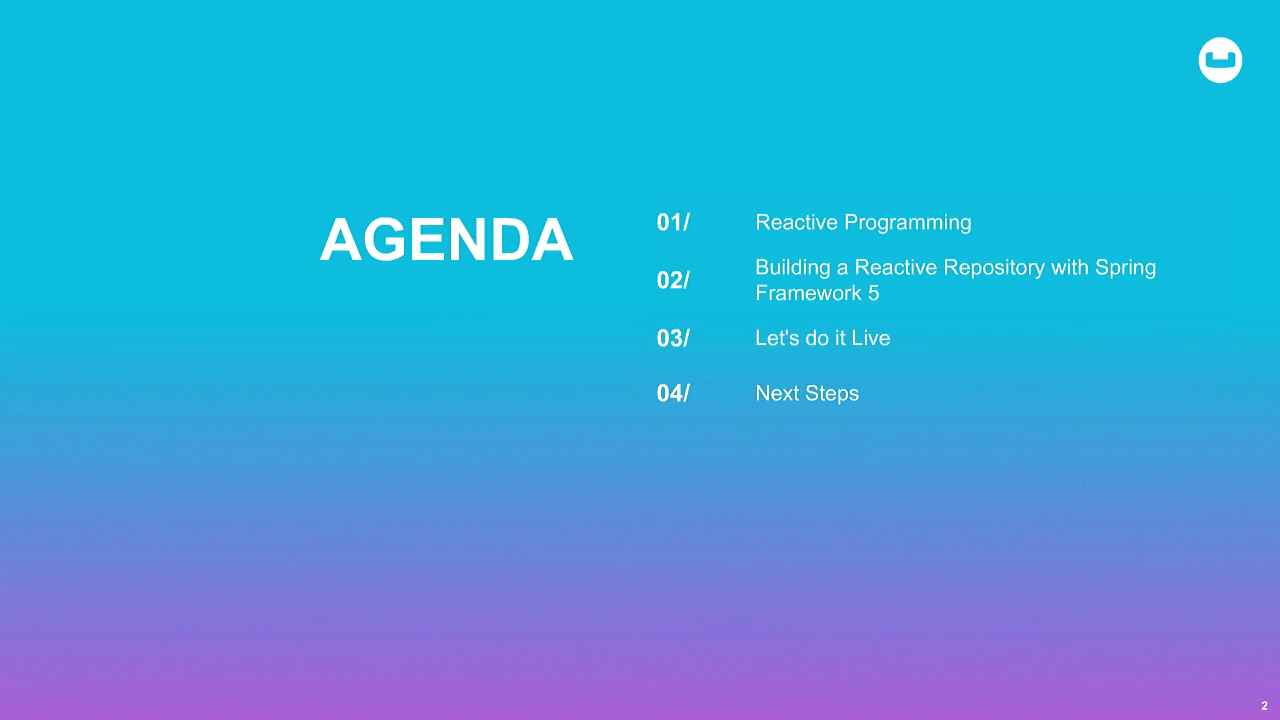 AGENDA
01/ Reactive Programming
02/ Building a Reactive Repository with Spring
Framework 5
03/ Let's do it Live
04/ Next Steps
2